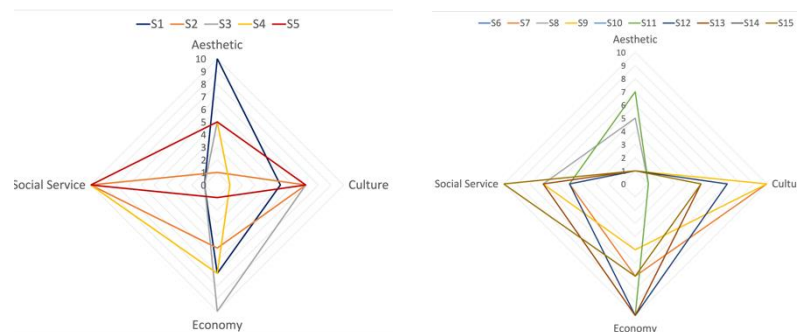 S1 S2 S3 S4 S5
Aesthetic
10
9
8
7
6
5
4
3
2
1
0
Social Service
Culture
Economy
S6 S7 S8 S9 S10 S11 S12 S13 S14 S15
Aesthetic
10
9
8
7
6
5
4
3
2
1
0
Social Service
Cultu
Economy